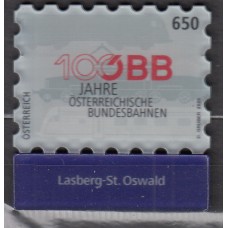 650
100 ÖBB
JAHRE
ÖSTERREICHISCHE
BUNDESBAHNEN
ÖSTERREICH
Lasberg-St. Oswald